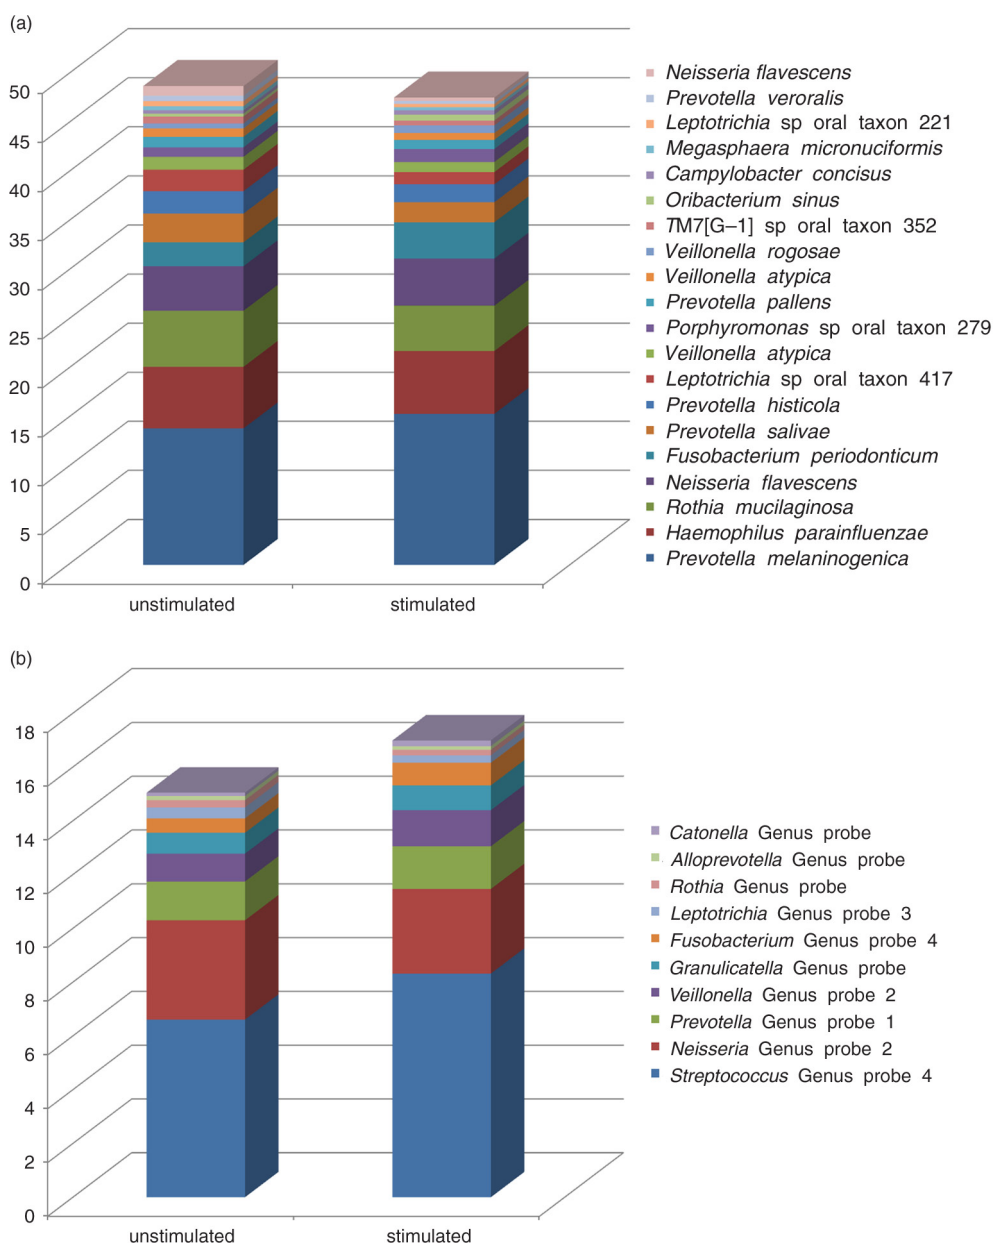 (a)
50
45
40
35
30
25
20
15
10
5
0
unstimulated
stimulated
Neisseria flavescens
Prevotella veroralis
Leptotrichia sp oral taxon 221
Megasphaera micronuciformis
Campylobacter concisus
Oribacterium sinus
TM7[G–1] sp oral taxon 352
Veillonella rogosae
Veillonella atypica
Prevotella pallens
Porphyromonas sp oral taxon 279
Veillonella atypica
Leptotrichia sp oral taxon 417
Prevotella histicola
Prevotella salivae
Fusobacterium periodonticum
Neisseria flavescens
Rothia mucilaginosa
Haemophilus parainfluenzae
Prevotella melaninogenica
(b)
18
16
14
12
10
8
6
4
2
0
unstimulated
stimulated
Catonella Genus probe
Alloprevotella Genus probe
Rothia Genus probe
Leptotrichia Genus probe 3
Fusobacterium Genus probe 4
Granulicatella Genus probe
Veillonella Genus probe 2
Prevotella Genus probe 1
Neisseria Genus probe 2
Streptococcus Genus probe 4